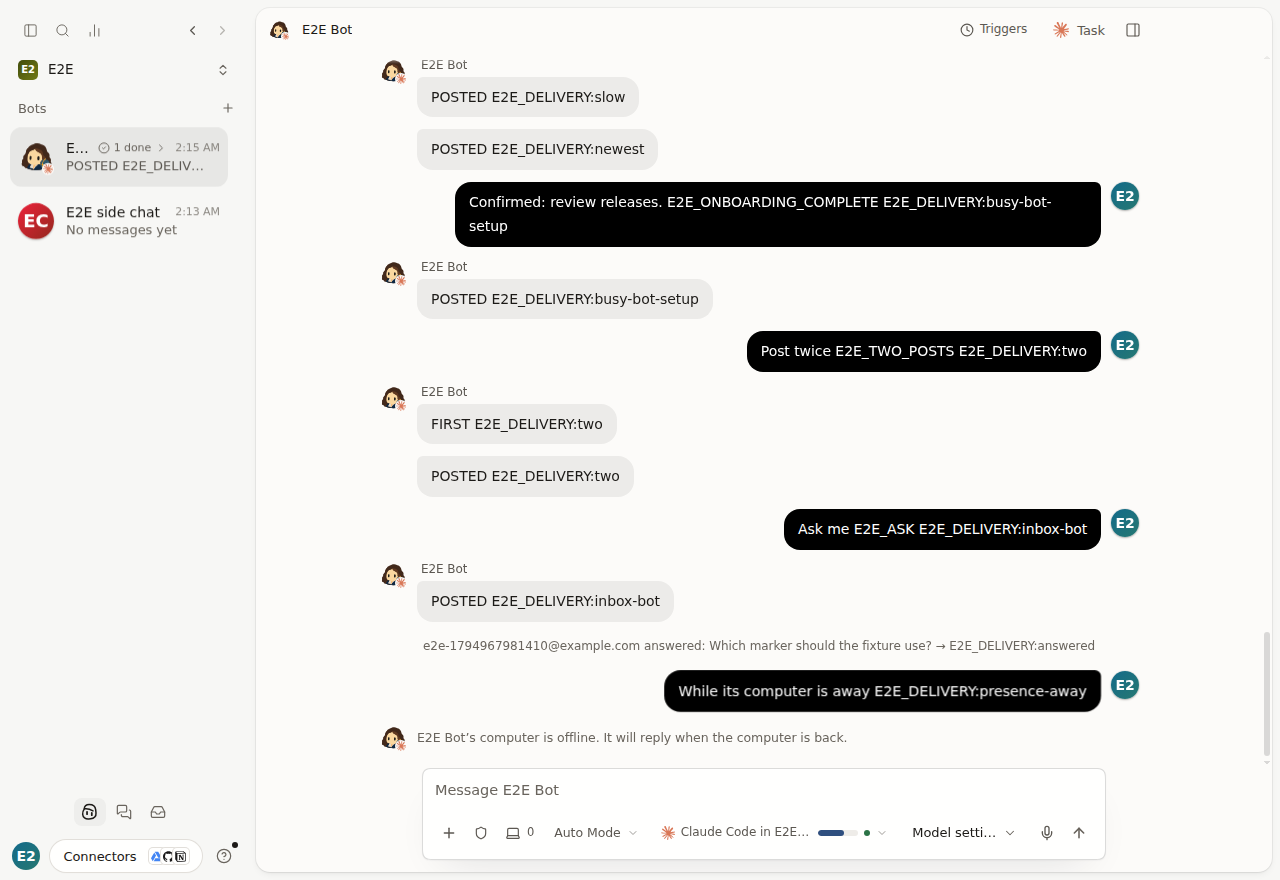 E2E Bot
Triggers
Task
E2 E2E
Bots
E... 1 done 2:15 AM
POSTED E2E_DELIV...
EC E2E side chat 2:13 AM
No messages yet
E2E Bot
POSTED E2E_DELIVERY:slow
POSTED E2E_DELIVERY:newest
Confirmed: review releases. E2E_ONBOARDING_COMPLETE E2E_DELIVERY:busy-bot-
setup
E2
E2E Bot
POSTED E2E_DELIVERY:busy-bot-setup
Post twice E2E_TWO_POSTS E2E_DELIVERY:two
E2
E2E Bot
FIRST E2E_DELIVERY:two
POSTED E2E_DELIVERY:two
Ask me E2E_ASK E2E_DELIVERY:inbox-bot
E2
E2E Bot
POSTED E2E_DELIVERY:inbox-bot
e2e-1794967981410@example.com answered: Which marker should the fixture use? → E2E_DELIVERY:answered
While its computer is away E2E_DELIVERY:presence-away
E2
E2E Bot’s computer is offline. It will reply when the computer is back.
Message E2E Bot
0 Auto Mode Claude Code in E2E... Model setti...
E2 Connectors